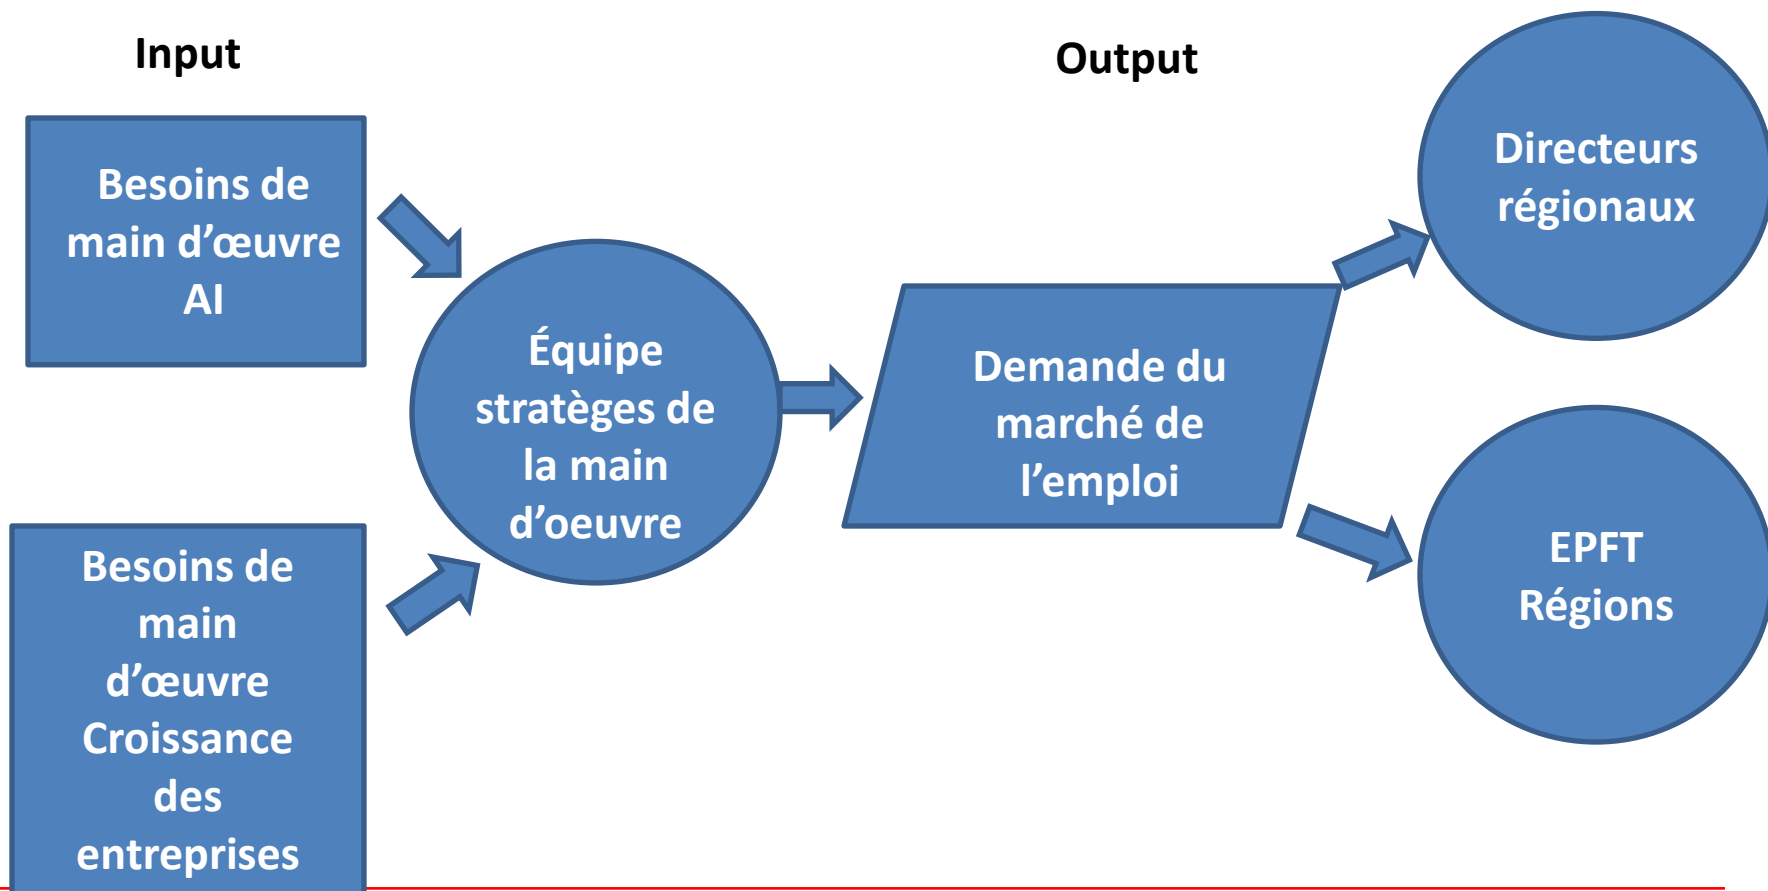 Input
Output
Besoins de
main d’œuvre
AI
Besoins de
main
d’œuvre
Croissance
des
entreprises
Équipe
stratèges de
la main
d’oeuvre
Demande du
marché de
l’emploi
Directeurs
régionaux
EPFT
Régions